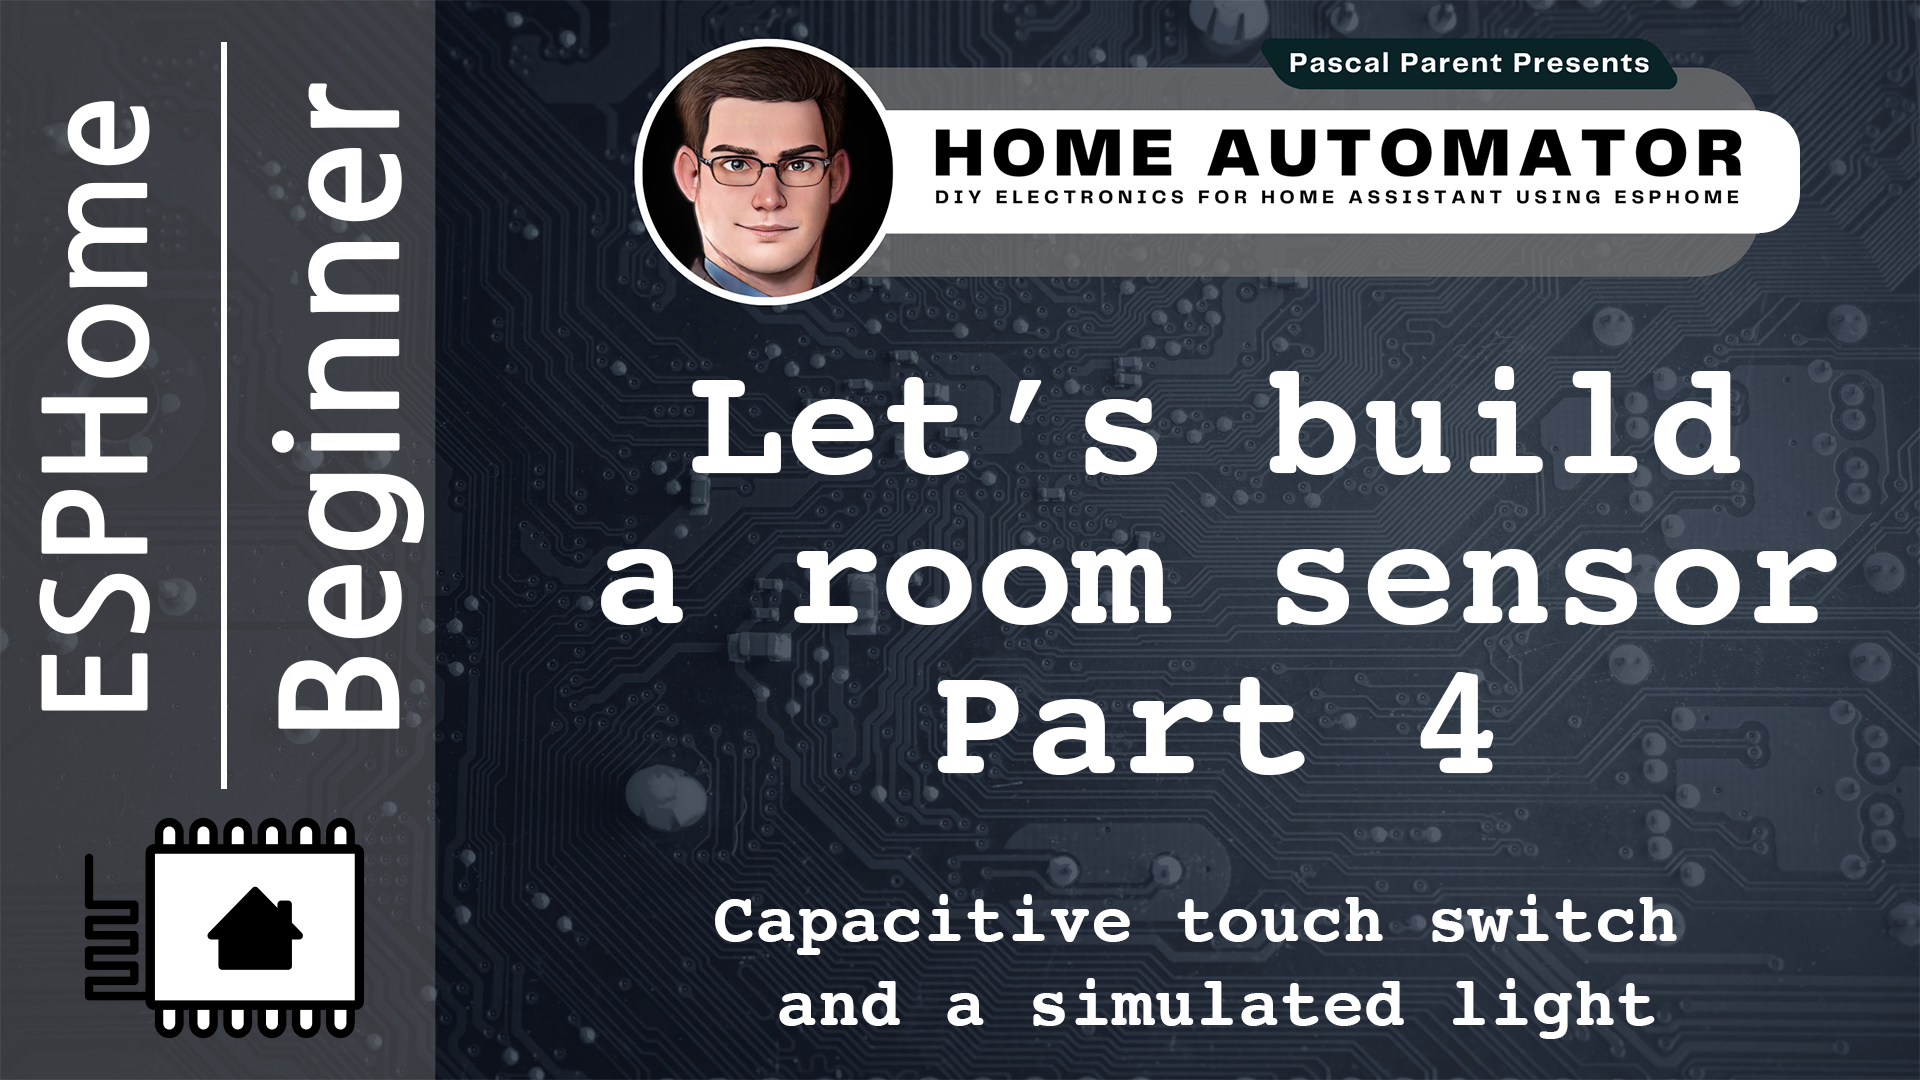 ESPHome
Beginner
Pascal Parent Presents
HOME AUTOMATOR
DIY ELECTRONICS FOR HOME ASSISTANT USING ESPHOME
Let’s build
a room sensor
Part 4
Capacitive touch switch
and a simulated light